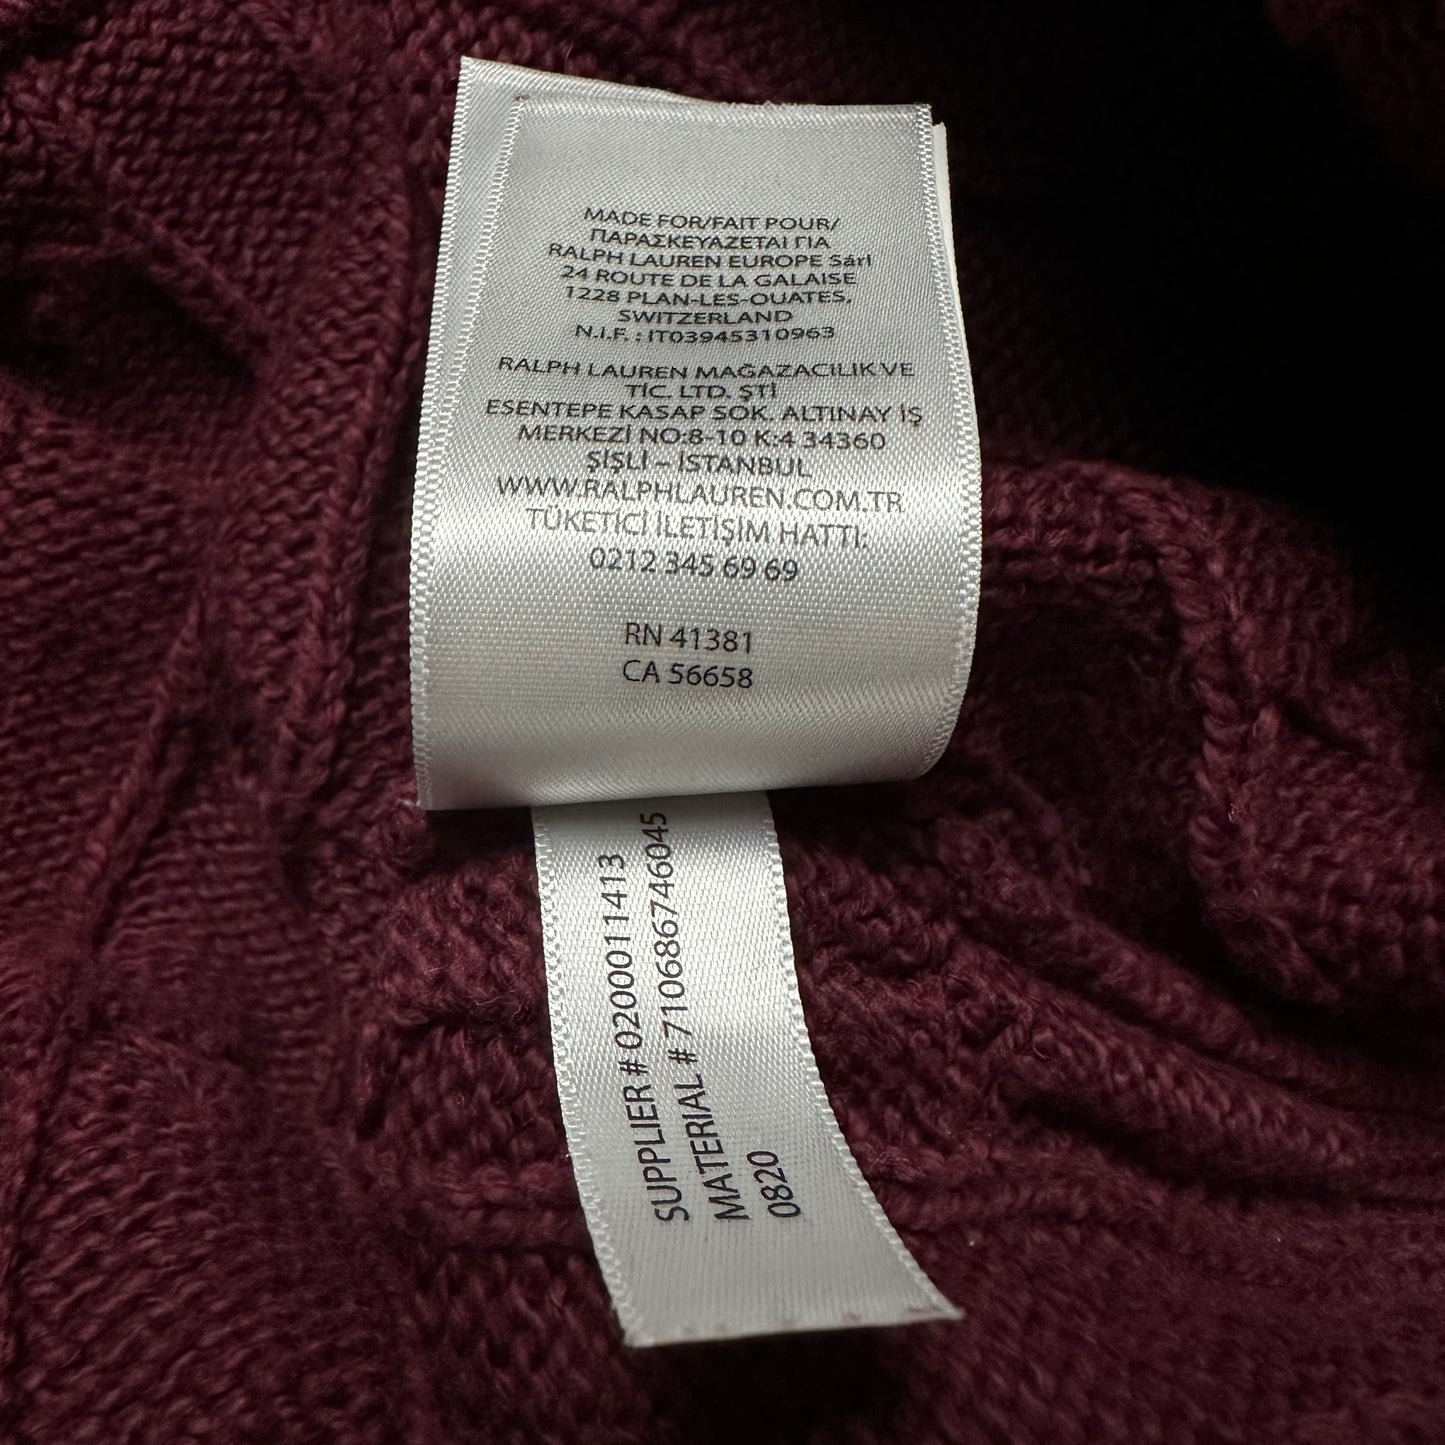 MADE FOR/FAIT POUR/
ΠΑΡΑΣΚΕΥΑΖΕΤΑΙ ΓΙΑ
RALPH LAUREN EUROPE Sárl
24 ROUTE DE LA GALAISE
1228 PLAN-LES-OUATES,
SWITZERLAND
N.I.F. : IT03945310963
RALPH LAUREN MAĞAZACILIK VE
TİC. LTD. ŞTİ
ESENTEPE KASAP SOK. ALTINAY İŞ
MERKEZİ NO:8-10 K:4 34360
ŞİŞLİ – İSTANBUL
WWW.RALPHLAUREN.COM.TR
TÜKETİCİ İLETİŞİM HATTI:
0212 345 69 69
RN 41381
CA 56658
SUPPLIER # 0200011413
MATERIAL # 710686746045
0820